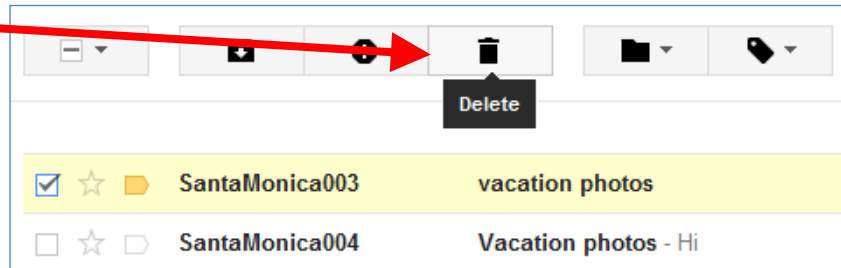 Delete
SantaMonica003 vacation photos
SantaMonica004 Vacation photos - Hi